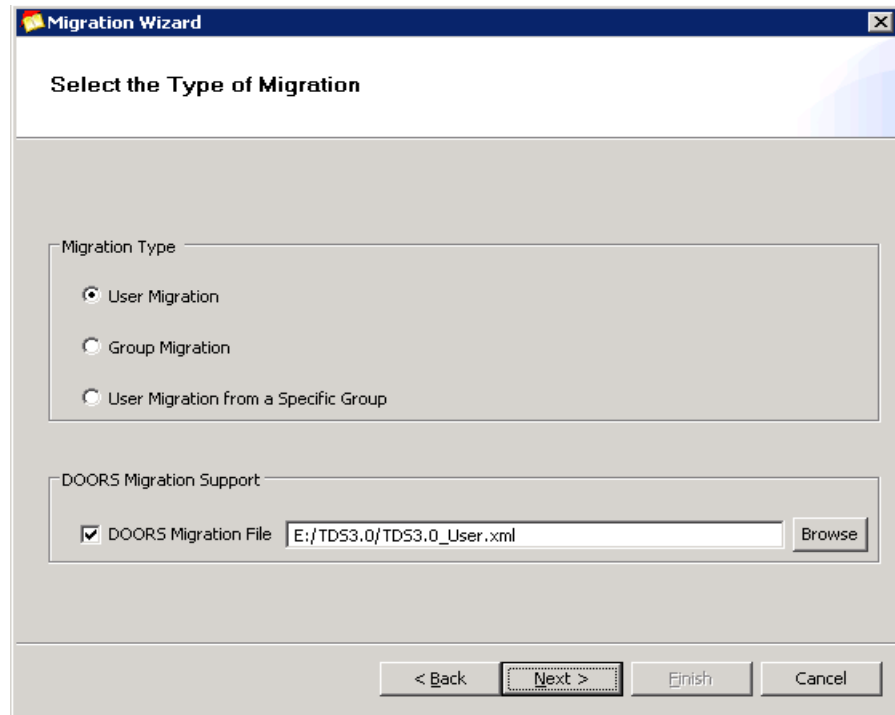 Migration Wizard
Select the Type of Migration
Migration Type
User Migration
Group Migration
User Migration from a Specific Group
DOORS Migration Support
DOORS Migration File E:/TDS3.0/TDS3.0_User.xml Browse
< Back Next > Finish Cancel